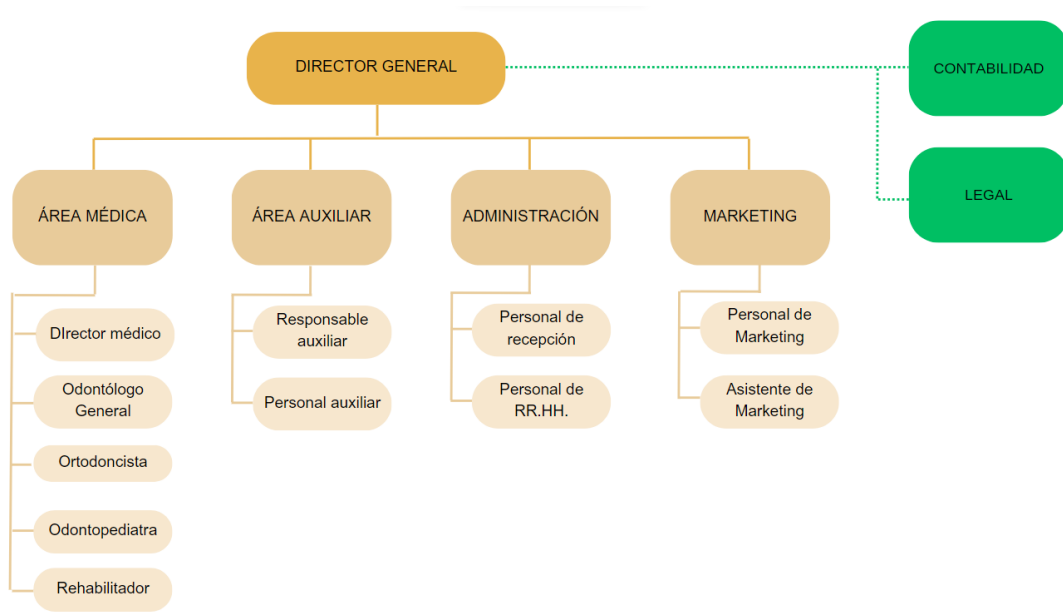 DIRECTOR GENERAL
CONTABILIDAD
LEGAL
ÁREA MÉDICA
ÁREA AUXILIAR
ADMINISTRACIÓN
MARKETING
DIrector médico
Odontólogo
General
Ortodoncista
Odontopediatra
Rehabilitador
Responsable
auxiliar
Personal auxiliar
Personal de
recepción
Personal de
RR.HH.
Personal de
Marketing
Asistente de
Marketing